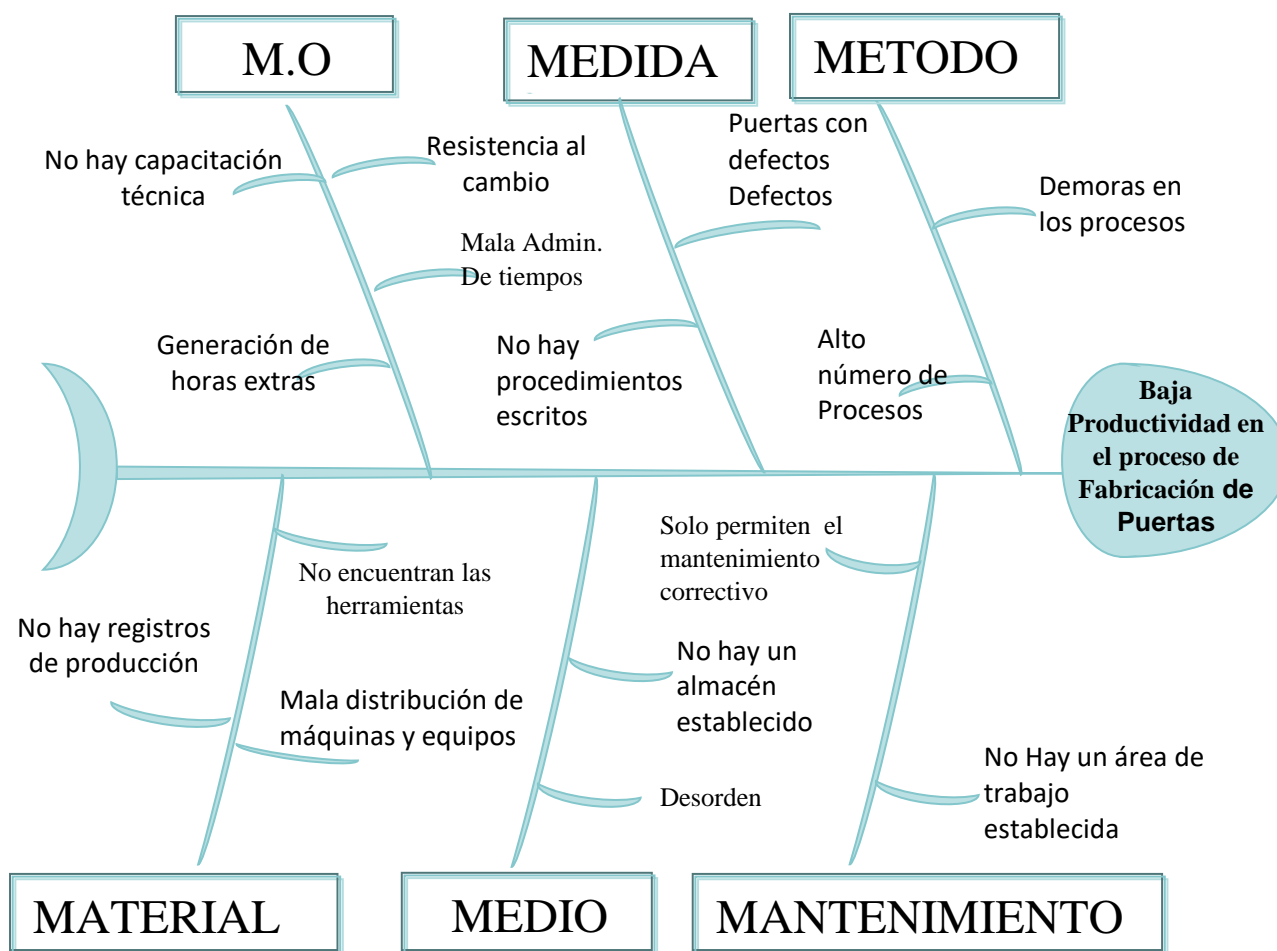 M.O
MEDIDA
METODO
No hay capacitación
técnica
Resistencia al
cambio
Mala Admin.
De tiempos
Generación de
horas extras
Puertas con
defectos
Defectos
No hay
procedimientos
escritos
Demoras en
los procesos
Alto
número de
Procesos
Baja
Productividad en
el proceso de
Fabricación de
Puertas
No encuentran las
herramientas
No hay registros
de producción
Mala distribución de
máquinas y equipos
Solo permiten el
mantenimiento
correctivo
No hay un
almacén
establecido
Desorden
No Hay un área de
trabajo
establecida
MATERIAL
MEDIO
MANTENIMIENTO